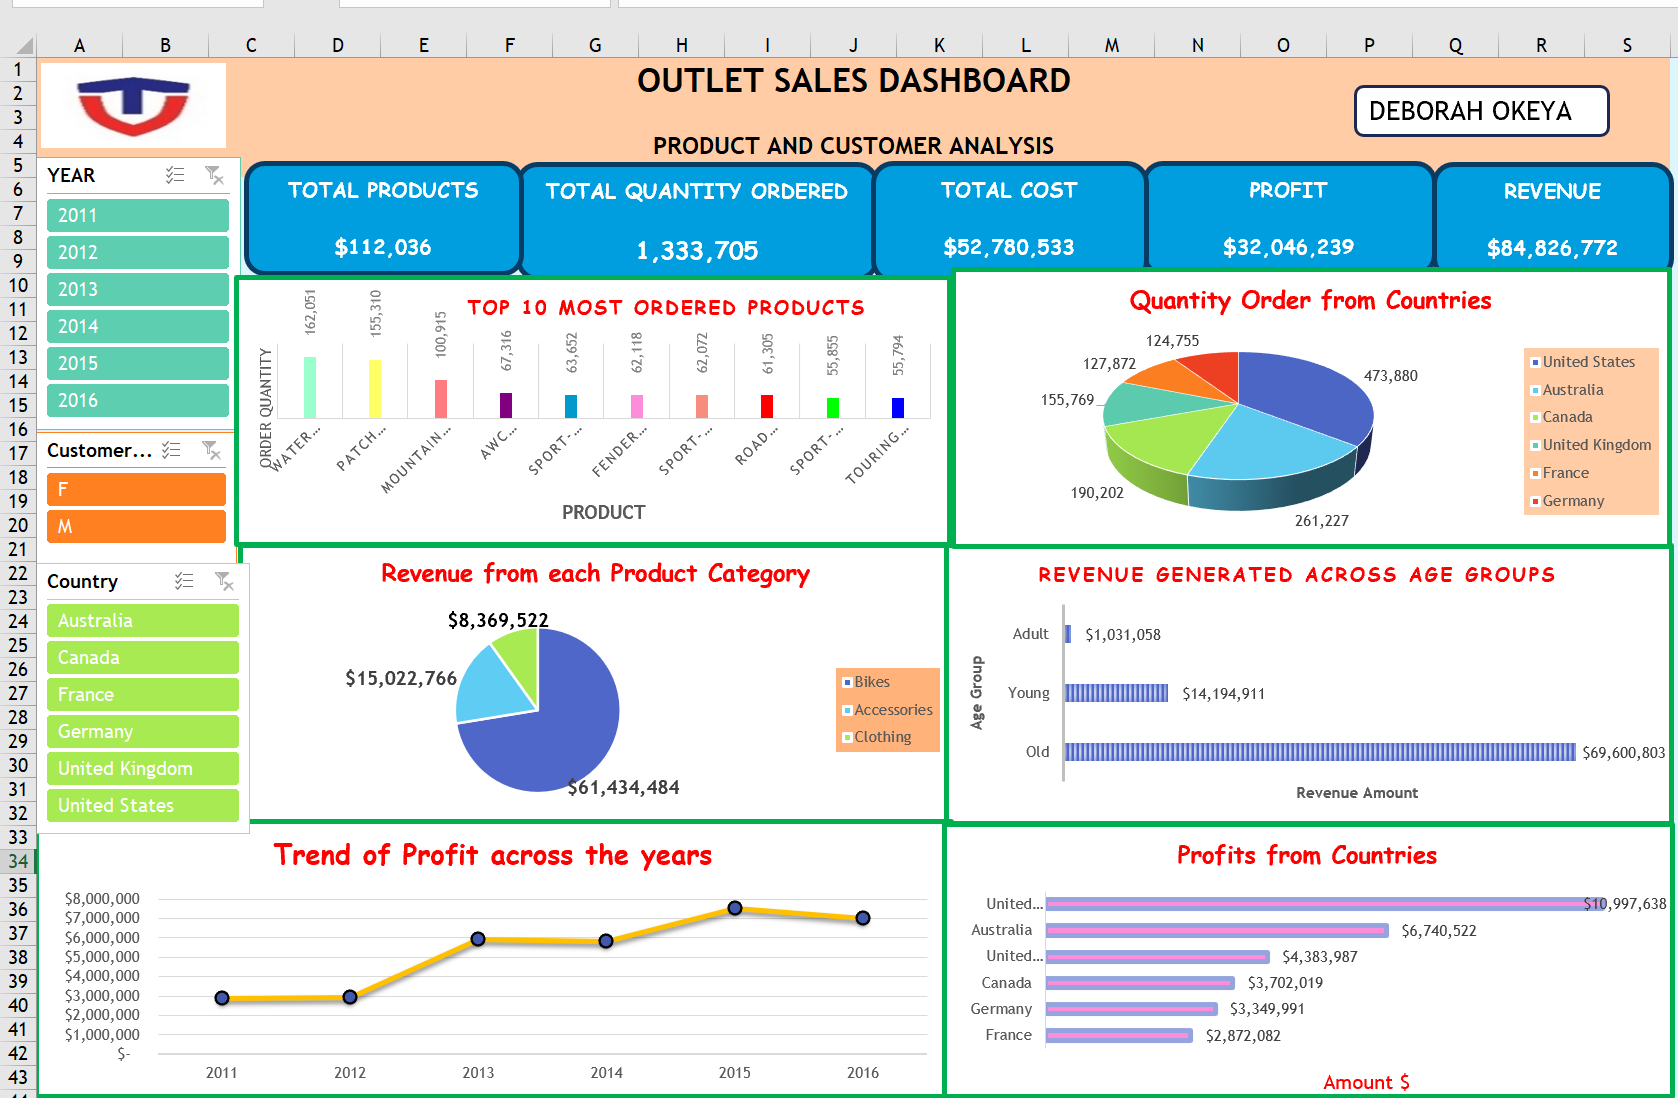 A B C D E F G H I J K L M N O P Q R S
1
2
3
4
5
6
7
8
9
10
11
12
13
14
15
16
17
18
19
20
21
22
23
24
25
26
27
28
29
30
31
32
33
34
35
36
37
38
39
40
41
42
43
OUTLET SALES DASHBOARD
DEBORAH OKEYA
PRODUCT AND CUSTOMER ANALYSIS
YEAR
2011
2012
2013
2014
2015
2016
Customer...
F
M
Country
Australia
Canada
France
Germany
United Kingdom
United States
TOTAL PRODUCTS
$112,036
TOTAL QUANTITY ORDERED
1,333,705
TOTAL COST
$52,780,533
PROFIT
$32,046,239
REVENUE
$84,826,772
TOP 10 MOST ORDERED PRODUCTS
ORDER QUANTITY
162,051
155,310
100,915
67,316
63,652
62,118
62,072
61,305
55,855
55,794
WATER...
PATCH...
MOUNTAIN...
AWC...
SPORT-...
FENDER...
SPORT-...
ROAD...
SPORT-...
TOURING...
PRODUCT
Quantity Order from Countries
124,755
127,872
155,769
190,202
261,227
473,880
United States
Australia
Canada
United Kingdom
France
Germany
Revenue from each Product Category
$8,369,522
$15,022,766
$61,434,484
Bikes
Accessories
Clothing
REVENUE GENERATED ACROSS AGE GROUPS
Age Group
Adult $1,031,058
Young $14,194,911
Old $69,600,803
Revenue Amount
Trend of Profit across the years
$8,000,000
$7,000,000
$6,000,000
$5,000,000
$4,000,000
$3,000,000
$2,000,000
$1,000,000
$-
2011 2012 2013 2014 2015 2016
Profits from Countries
United... $10,997,638
Australia $6,740,522
United... $4,383,987
Canada $3,702,019
Germany $3,349,991
France $2,872,082
Amount $